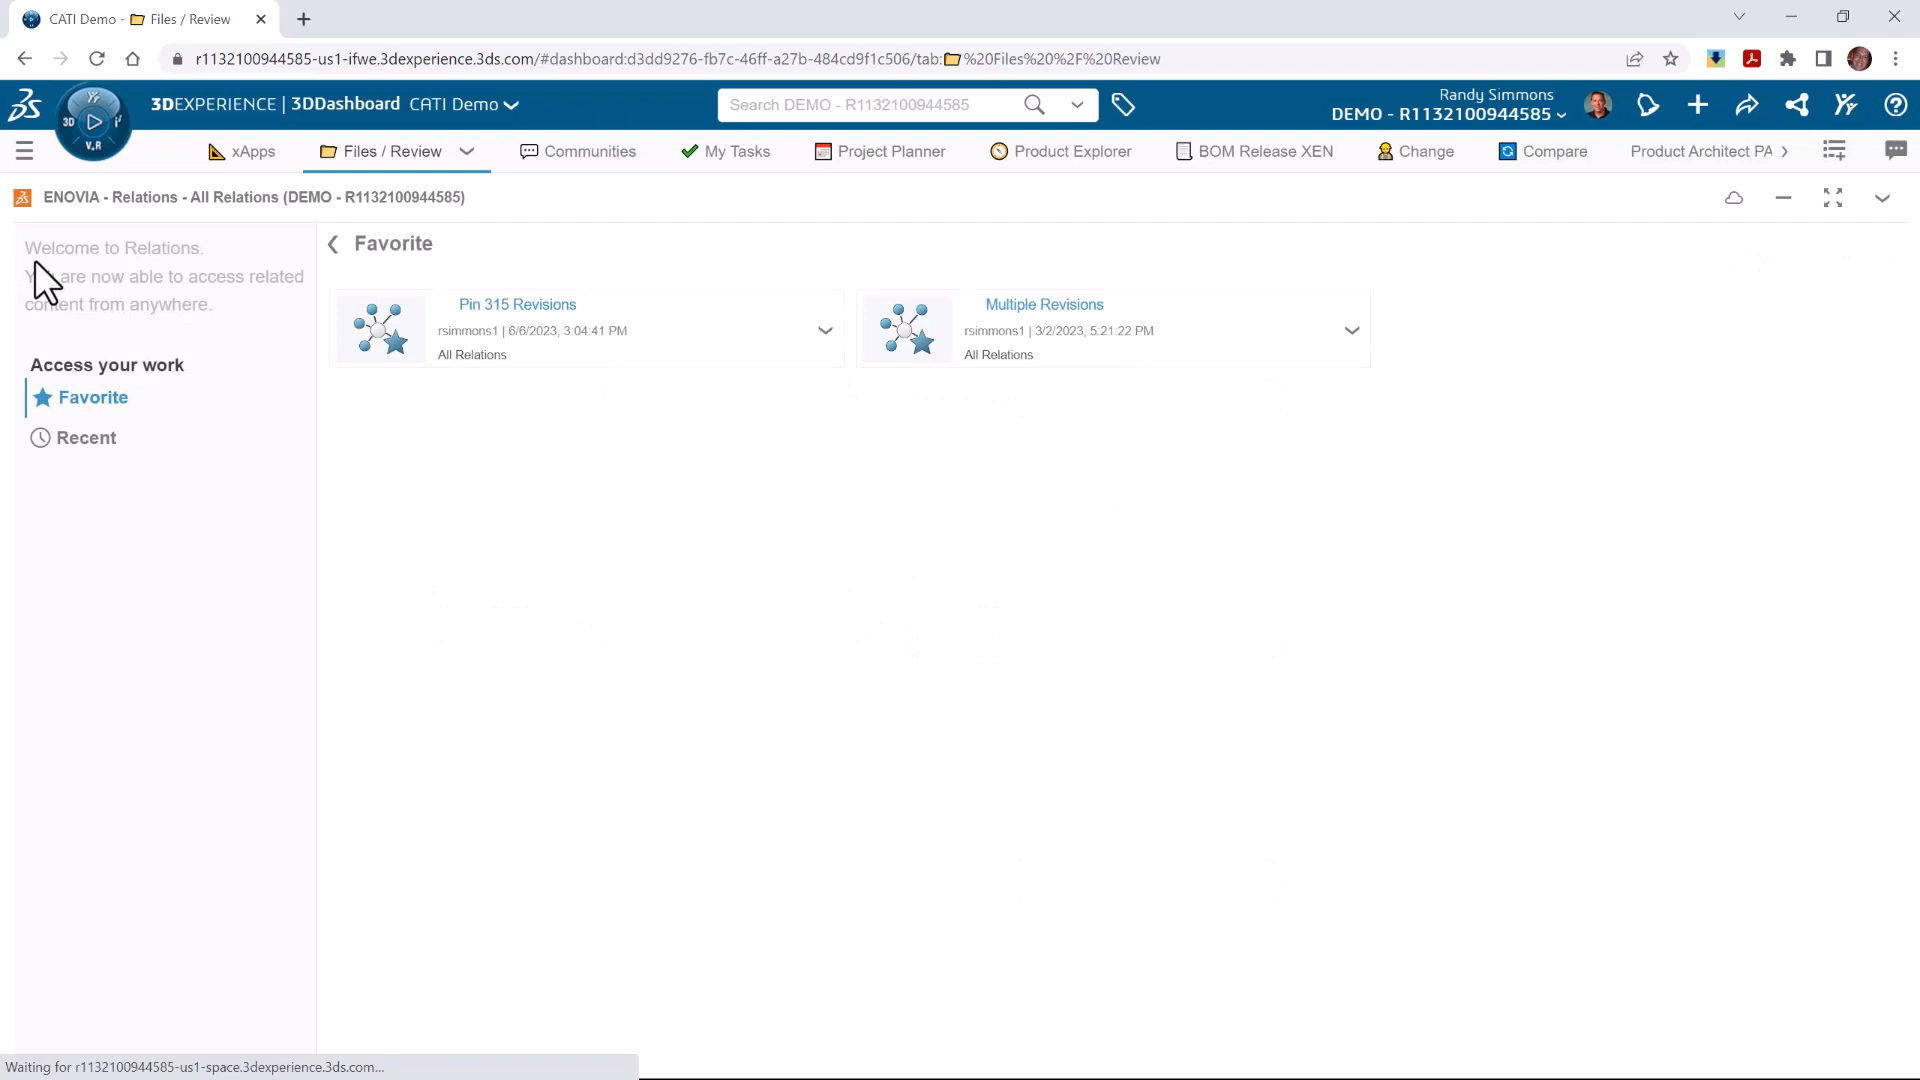 CATI Demo - Files / Review
r1132100944585-us1-ifwe.3dexperience.3ds.com/#dashboard:d3dd9276-fb7c-46ff-a27b-484cd9f1c506/tab:%20Files%20%2F%20Review
3D V.R
3DEXPERIENCE | 3DDashboard CATI Demo
Search DEMO - R1132100944585
Randy Simmons
DEMO - R1132100944585
xApps Files / Review Communities My Tasks Project Planner Product Explorer BOM Release XEN Change Compare Product Architect PA
ENOVIA - Relations - All Relations (DEMO - R1132100944585)
Welcome to Relations.
are now able to access related
content from anywhere.
Access your work
Favorite
Recent
Favorite
Pin 315 Revisions
rsimmons1 | 6/6/2023, 3:04:41 PM
All Relations
Multiple Revisions
rsimmons1 | 3/2/2023, 5:21:22 PM
All Relations
Waiting for r1132100944585-us1-space.3dexperience.3ds.com...